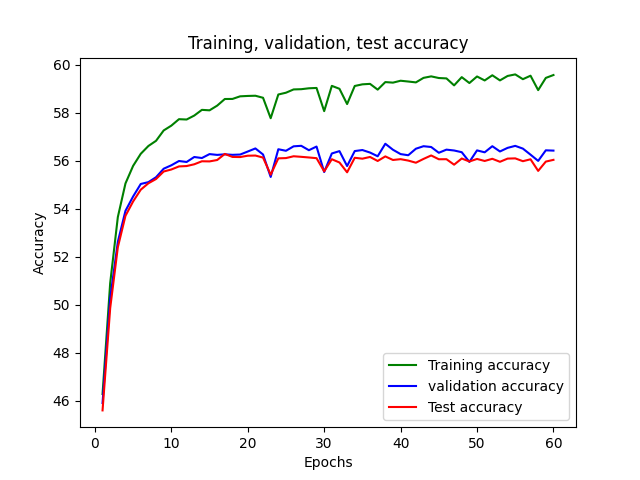 Training, validation, test accuracy
60
58
56
54
52
50
48
46
Accuracy
0 10 20 30 40 50 60
Epochs
Training accuracy
validation accuracy
Test accuracy